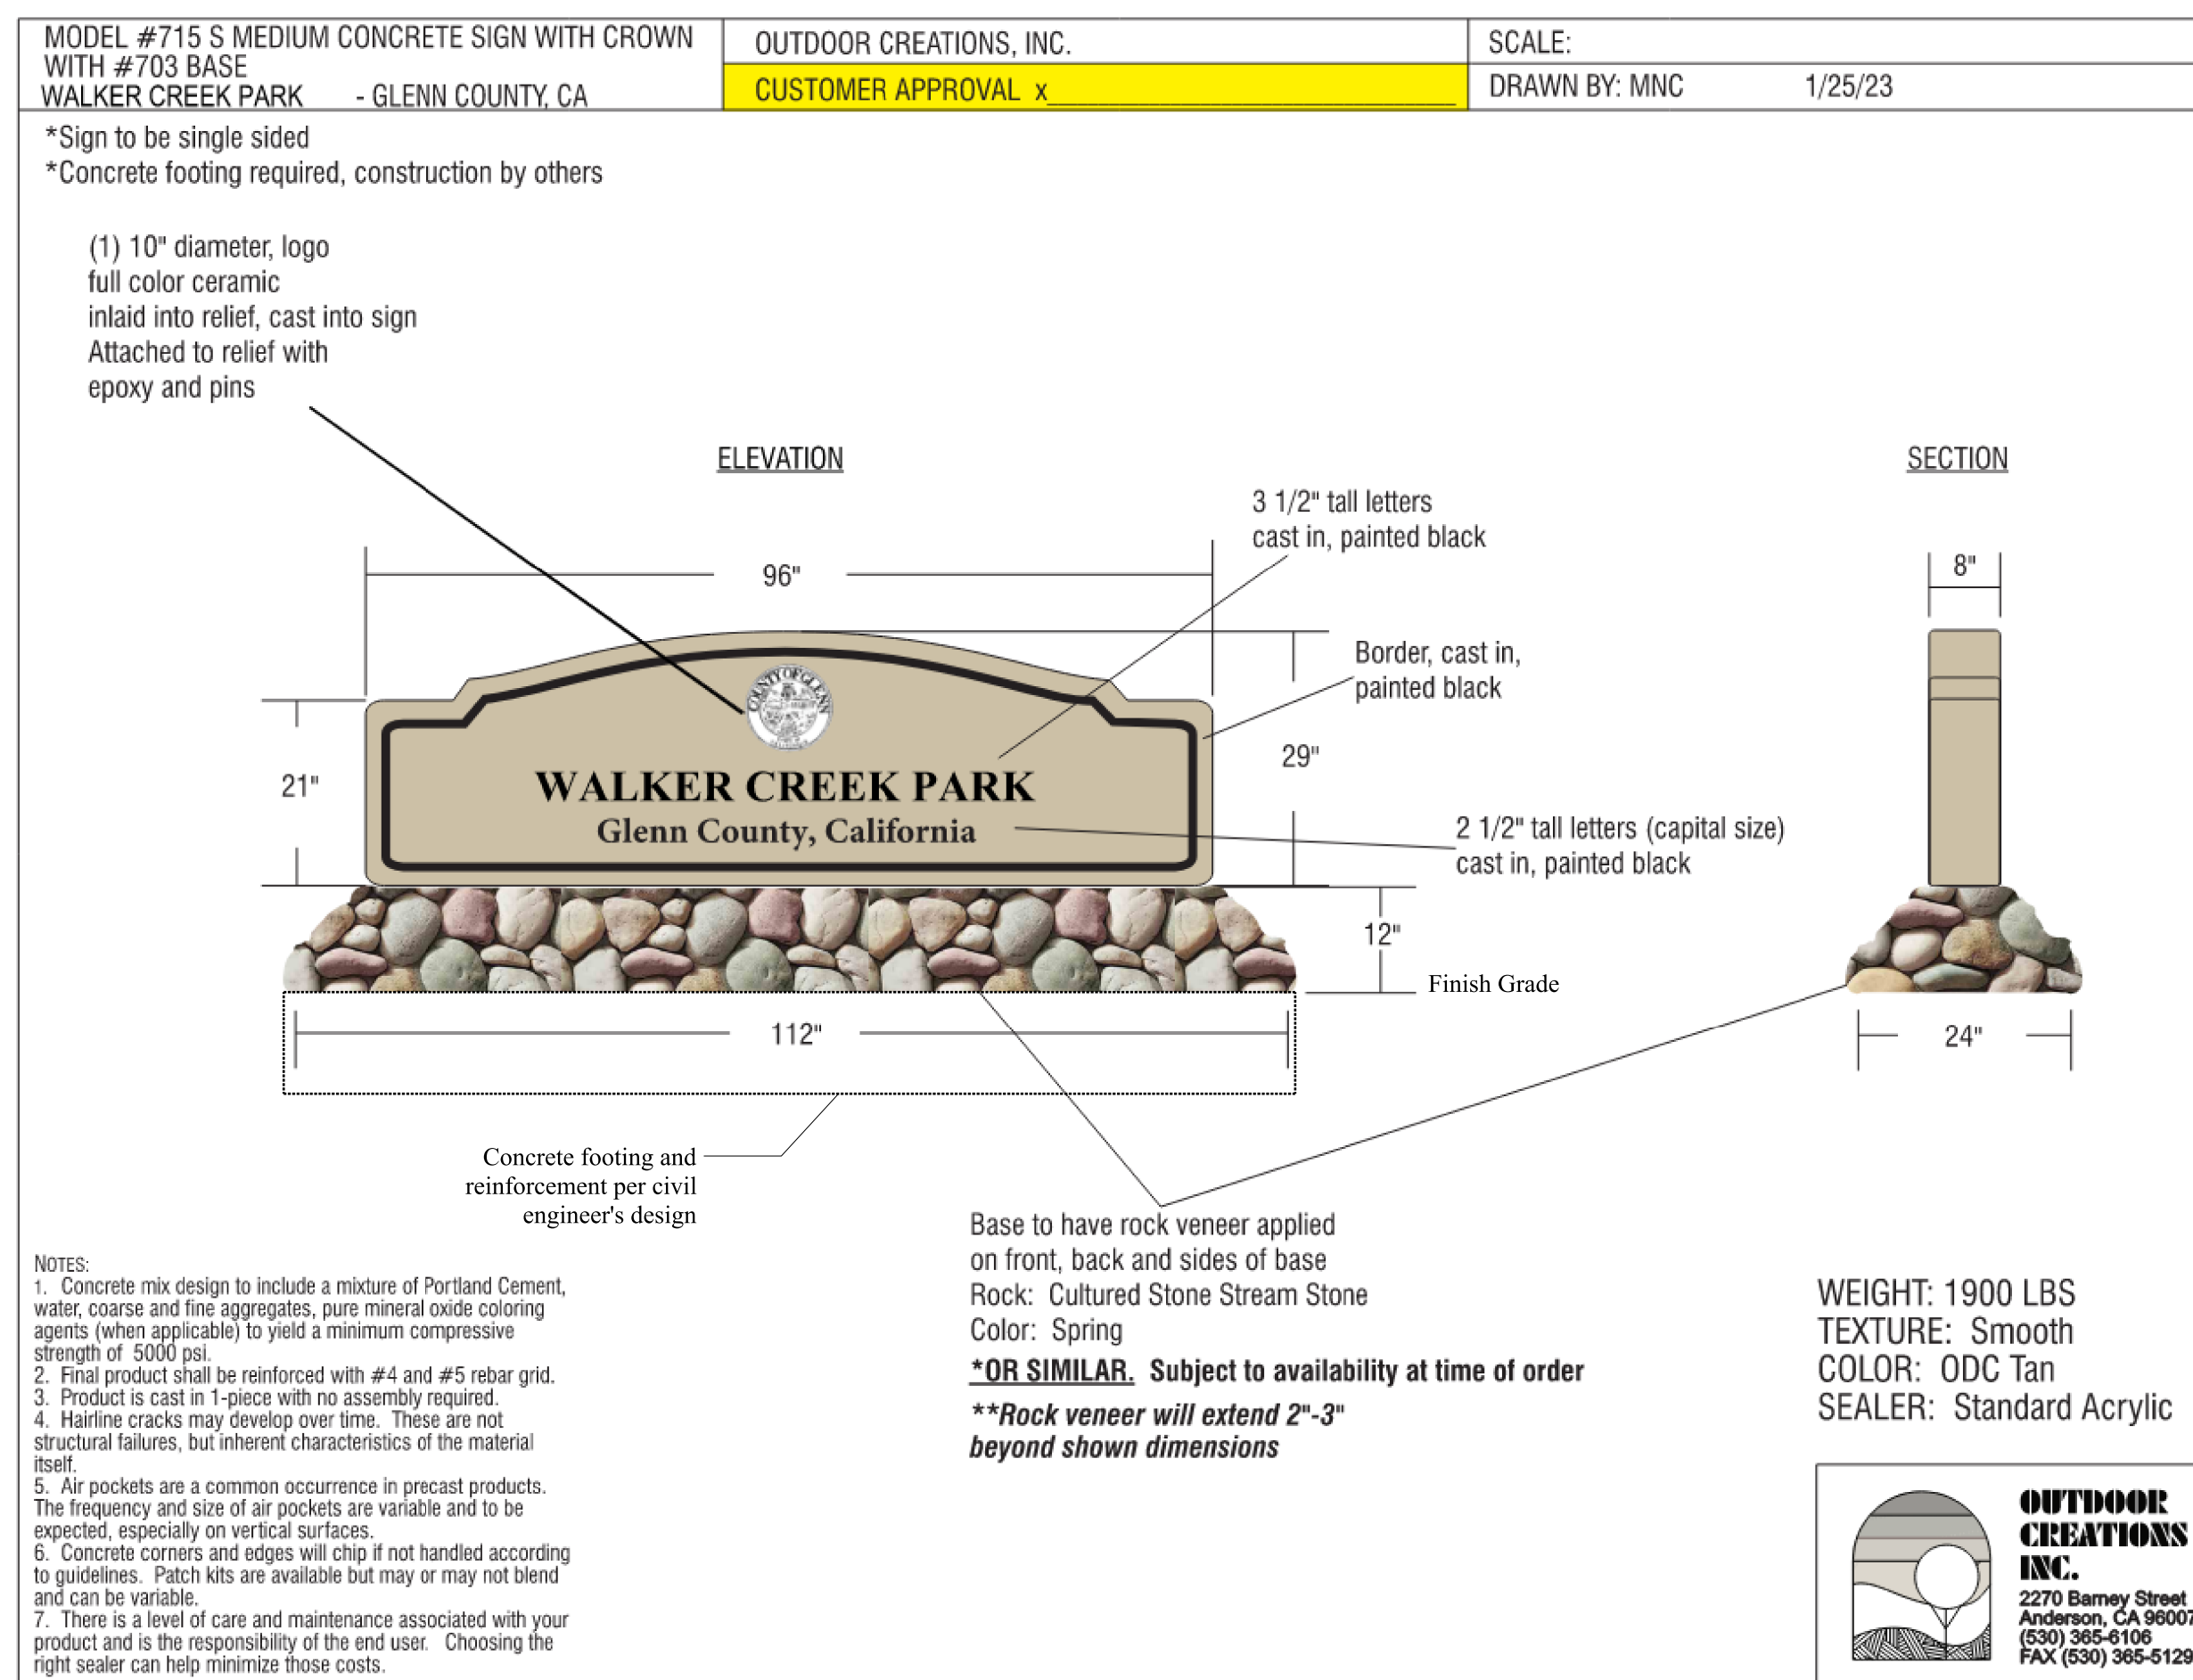 MODEL #715 S MEDIUM CONCRETE SIGN WITH CROWN
WITH #703 BASE
WALKER CREEK PARK - GLENN COUNTY, CA
OUTDOOR CREATIONS, INC.
CUSTOMER APPROVAL x
SCALE:
DRAWN BY: MNC 1/25/23
*Sign to be single sided
*Concrete footing required, construction by others
(1) 10" diameter, logo
full color ceramic
inlaid into relief, cast into sign
Attached to relief with
epoxy and pins
ELEVATION
SECTION
3 1/2" tall letters
cast in, painted black
96"
8"
Border, cast in,
painted black
COUNTY OF GLENN
29"
21"
WALKER CREEK PARK
Glenn County, California
2 1/2" tall letters (capital size)
cast in, painted black
12"
Finish Grade
112"
24"
Concrete footing and
reinforcement per civil
engineer's design
Base to have rock veneer applied
on front, back and sides of base
Rock: Cultured Stone Stream Stone
Color: Spring
*OR SIMILAR. Subject to availability at time of order
**Rock veneer will extend 2"-3"
beyond shown dimensions
NOTES:
1. Concrete mix design to include a mixture of Portland Cement,
water, coarse and fine aggregates, pure mineral oxide coloring
agents (when applicable) to yield a minimum compressive
strength of 5000 psi.
2. Final product shall be reinforced with #4 and #5 rebar grid.
3. Product is cast in 1-piece with no assembly required.
4. Hairline cracks may develop over time. These are not
structural failures, but inherent characteristics of the material
itself.
5. Air pockets are a common occurrence in precast products.
The frequency and size of air pockets are variable and to be
expected, especially on vertical surfaces.
6. Concrete corners and edges will chip if not handled according
to guidelines. Patch kits are available but may or may not blend
and can be variable.
7. There is a level of care and maintenance associated with your
product and is the responsibility of the end user. Choosing the
right sealer can help minimize those costs.
WEIGHT: 1900 LBS
TEXTURE: Smooth
COLOR: ODC Tan
SEALER: Standard Acrylic
OUTDOOR
CREATIONS
INC.
2270 Barney Street
Anderson, CA 96007
(530) 365-6106
FAX (530) 365-5129